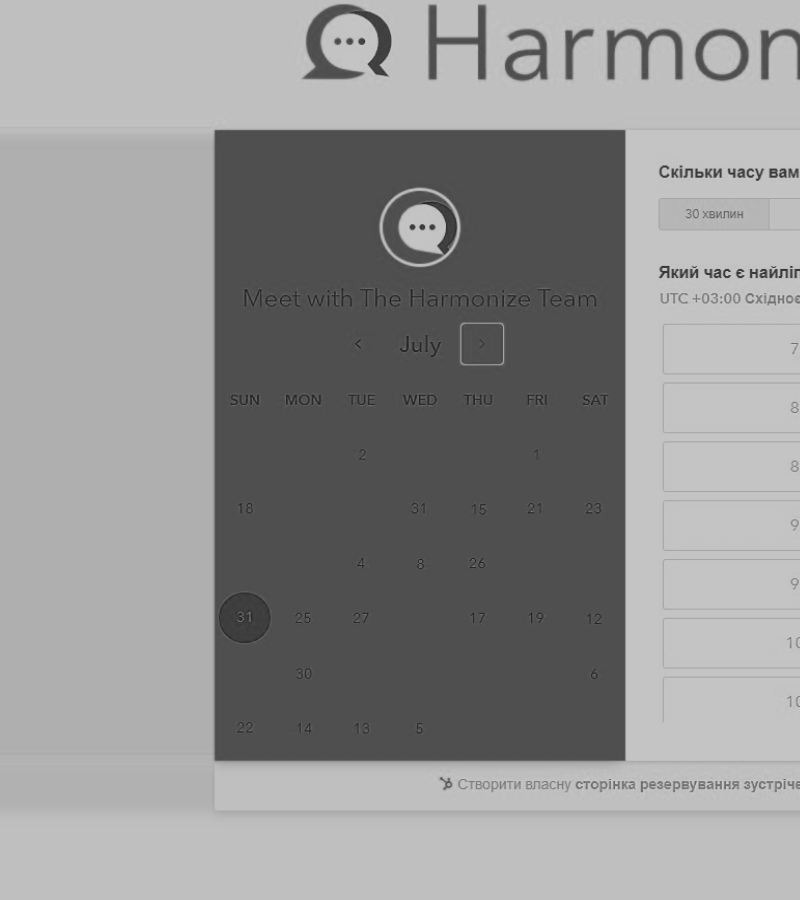 Harmon
Скільки часу вам
30 хвилин
Meet with The Harmonize Team
July
SUN MON TUE WED THU FRI SAT
2 1
18 31 15 21 23
4 8 26
31 25 27 17 19 12
30 6
22 14 13 5
Який час є найліп
UTC +03:00 Східноє
7
8
8
9
9
10
10
Створити власну сторінка резервування зустріче